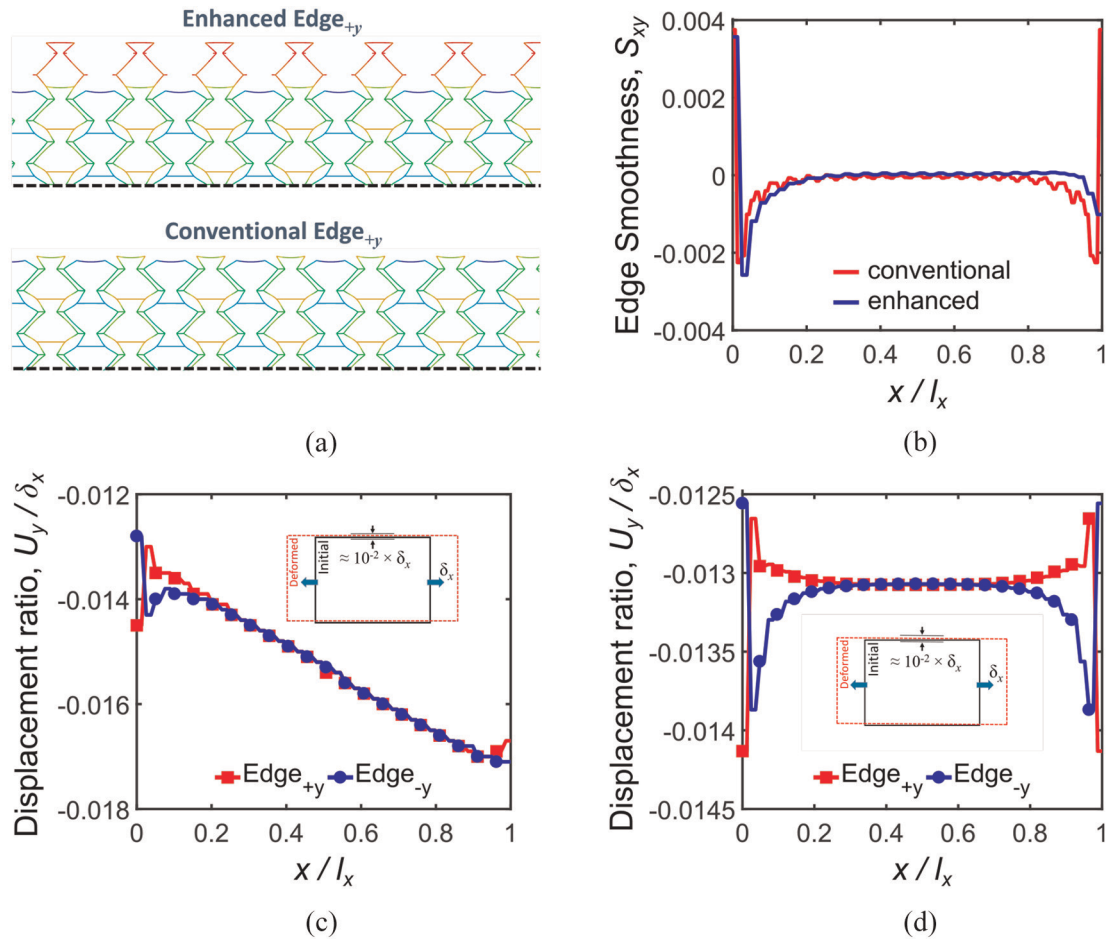 Enhanced Edge+y
Conventional Edge+y
(a)
Edge Smoothness, Sxy
0.004
0.002
0
-0.002
-0.004
conventional
enhanced
0 0.2 0.4 0.6 0.8 1
x / lx
(b)
Displacement ratio, Uy / δx
-0.012
-0.014
-0.016
-0.018
Deformed
Initial
≈ 10-2 × δx
δx
Edge+y Edge-y
0 0.2 0.4 0.6 0.8 1
x / lx
(c)
Displacement ratio, Uy / δx
-0.0125
-0.013
-0.0135
-0.014
-0.0145
Deformed
Initial
≈ 10-2 × δx
δx
Edge+y Edge-y
0 0.2 0.4 0.6 0.8 1
x / lx
(d)